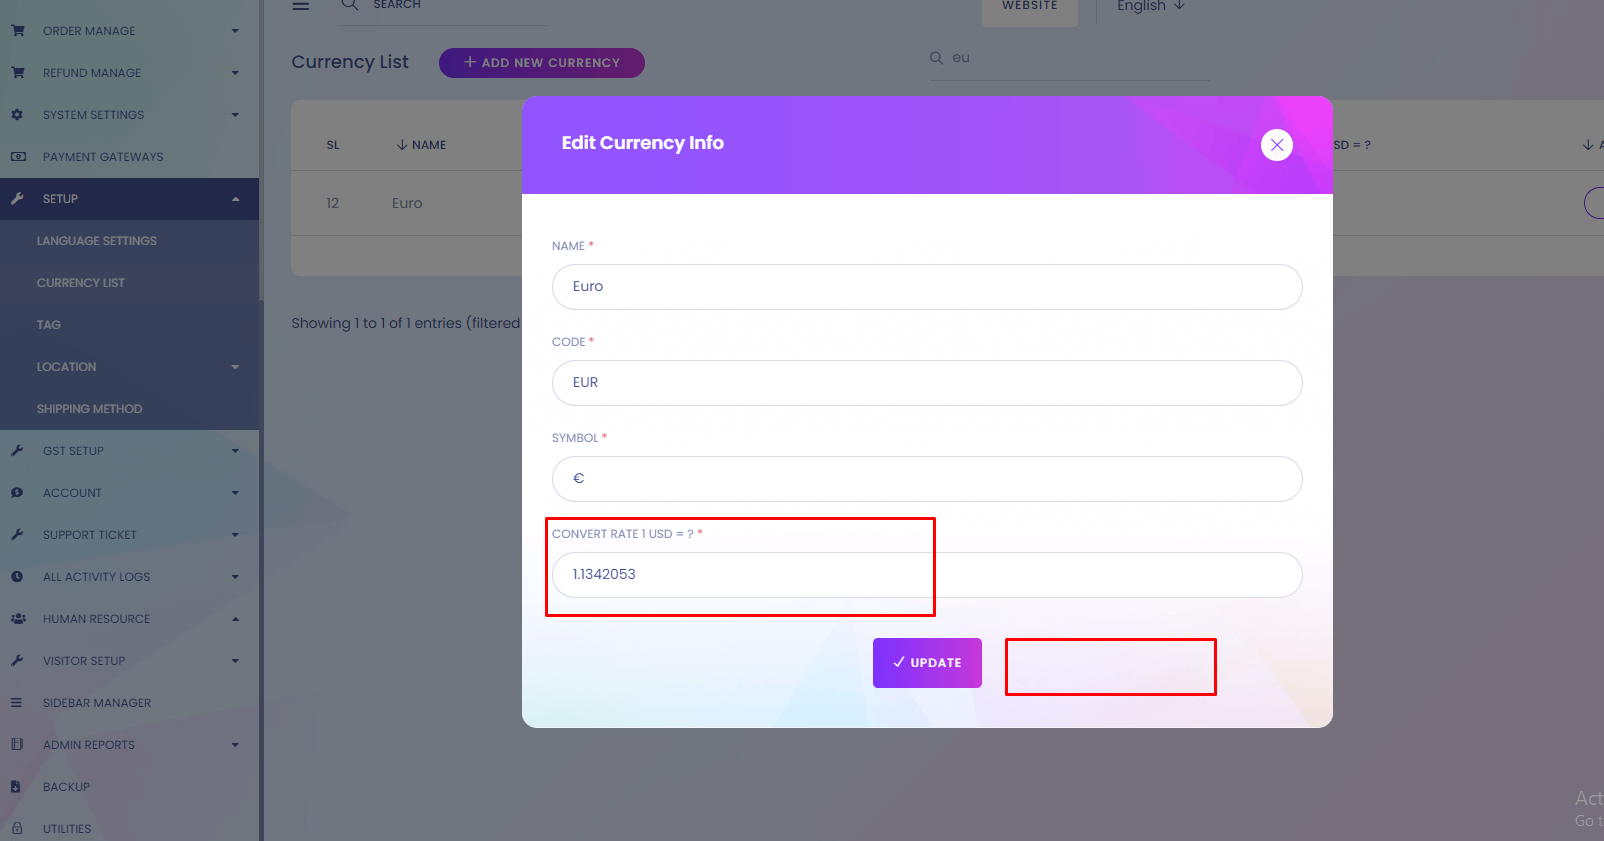 SEARCH
WEBSITE
English
ORDER MANAGE
REFUND MANAGE
SYSTEM SETTINGS
PAYMENT GATEWAYS
SETUP
LANGUAGE SETTINGS
CURRENCY LIST
TAG
LOCATION
SHIPPING METHOD
GST SETUP
ACCOUNT
SUPPORT TICKET
ALL ACTIVITY LOGS
HUMAN RESOURCE
VISITOR SETUP
SIDEBAR MANAGER
ADMIN REPORTS
BACKUP
UTILITIES
Currency List
+ ADD NEW CURRENCY
eu
SL NAME SD = ?
12 Euro
Showing 1 to 1 of 1 entries (filtered
Edit Currency Info
NAME *
Euro
CODE *
EUR
SYMBOL *
€
CONVERT RATE 1 USD = ? *
1.1342053
UPDATE
Act
Go t